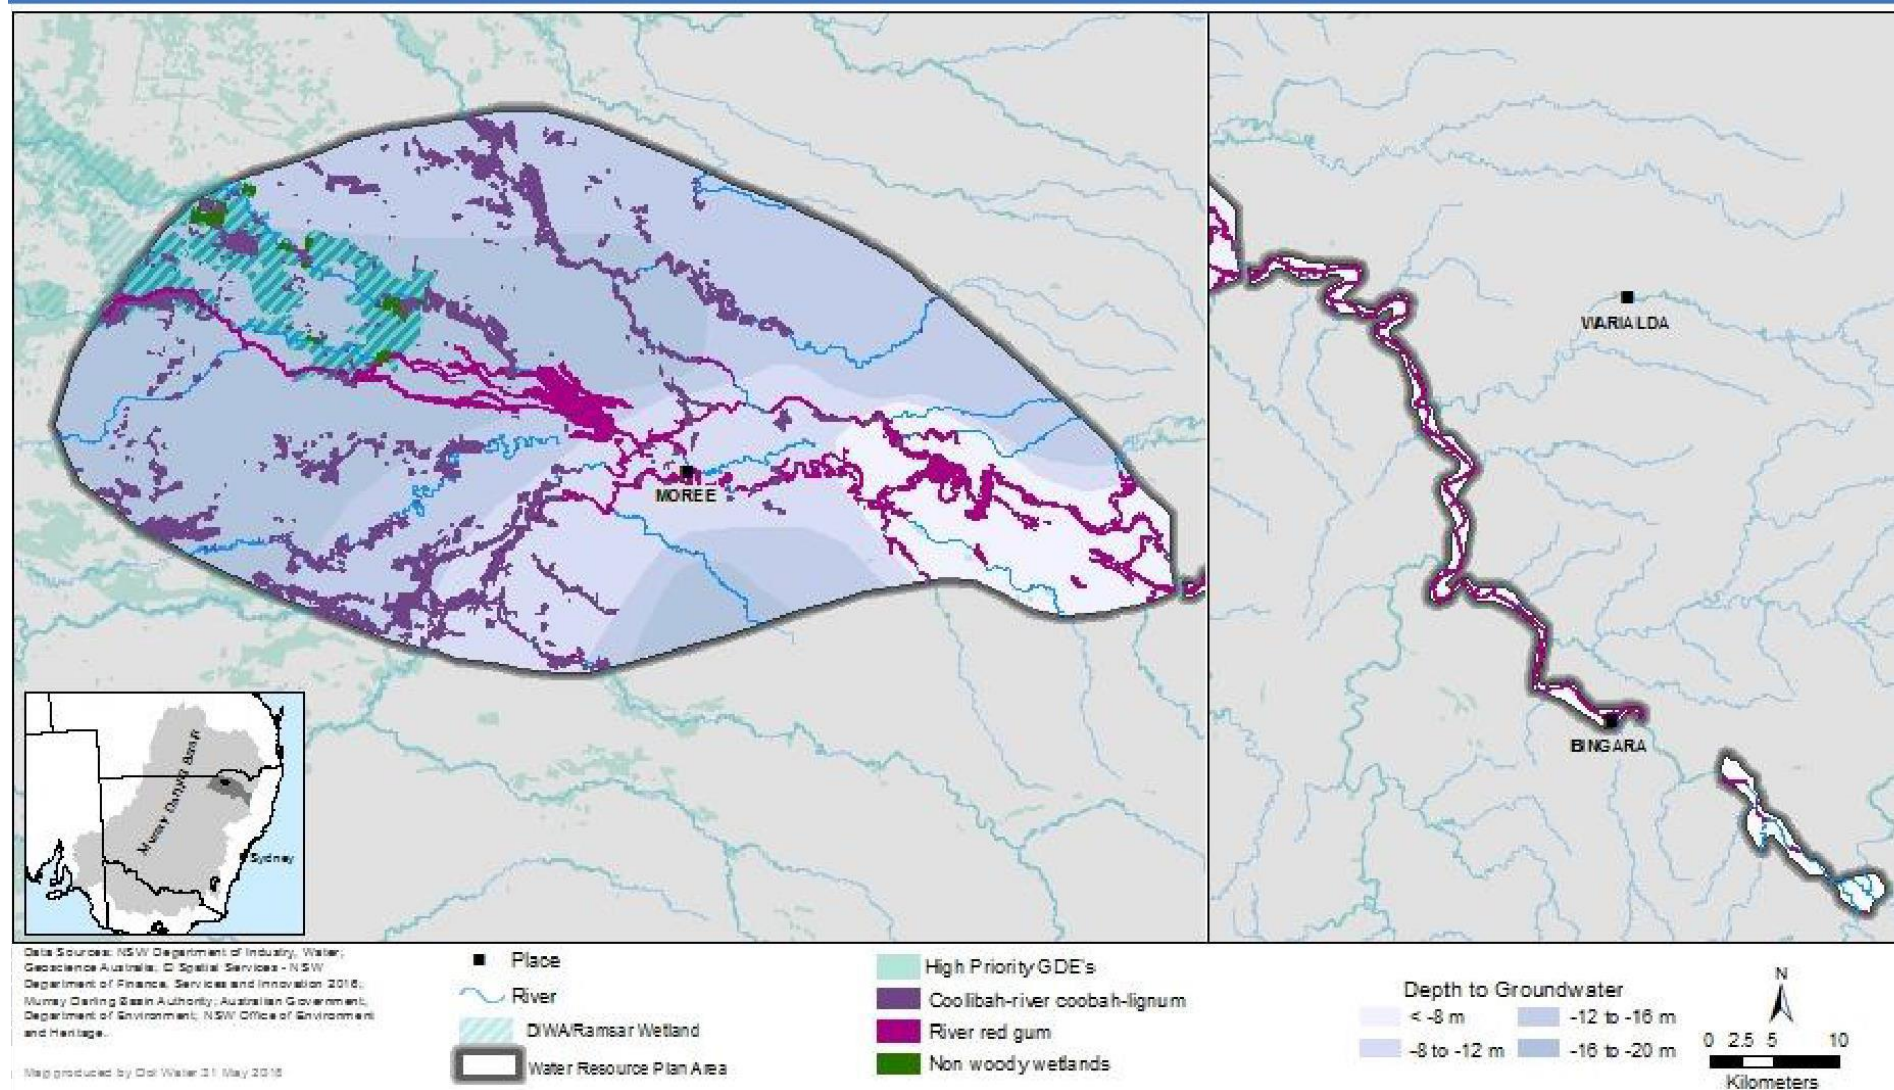 WARIALDA
MOREE
BINGARA
Murray Darling Basin
Sydney
Data Sources: NSW Department of Industry, Water;
Geoscience Australia; © Spatial Services - NSW
Department of Finance, Services and Innovation 2016;
Murray Darling Basin Authority; Australian Government;
Department of Environment; NSW Office of Environment
and Heritage.
Map produced by DoI Water 31 May 2018
Place
River
DIWA/Ramsar Wetland
Water Resource Plan Area
High Priority GDE's
Coolibah-river coobah-lignum
River red gum
Non woody wetlands
Depth to Groundwater
< -8 m
-12 to -16 m
-8 to -12 m
-16 to -20 m
N
0 2.5 5 10
Kilometers